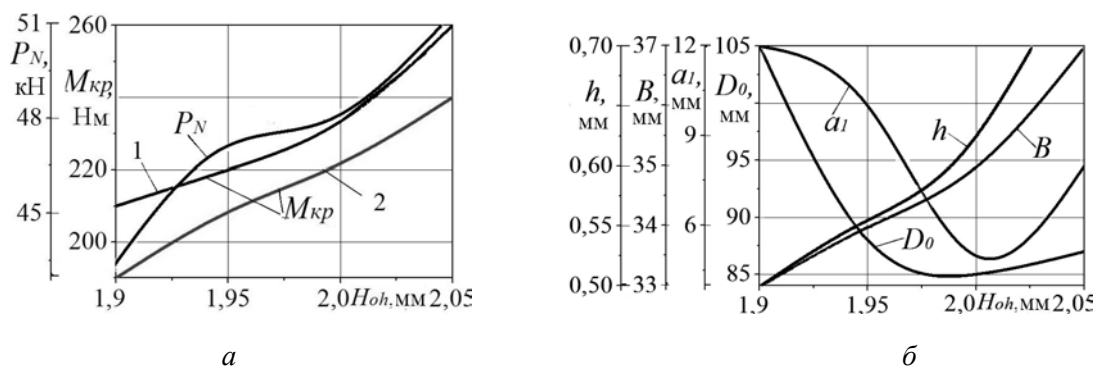 51
P_N,
кН
48
45
260
M_кр,
Нм
220
200
P_N
1
M_кр
2
1,9
1,95
2,0
H_oh,мм
2,05
а
0,70
h,
мм
0,60
0,55
0,50
37
B,
мм
35
34
33
12
a_1,
мм
9
6
105
D_0,
мм
95
90
85
a_1
h
B
D_0
1,9
1,95
2,0
H_oh,мм
2,05
б